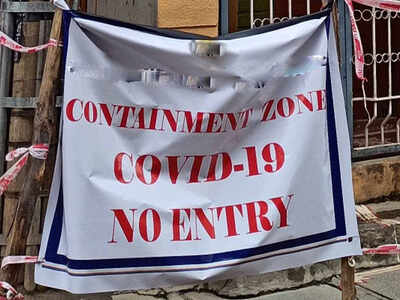 CONTAINMENT ZONE
COVID-19
NO ENTRY